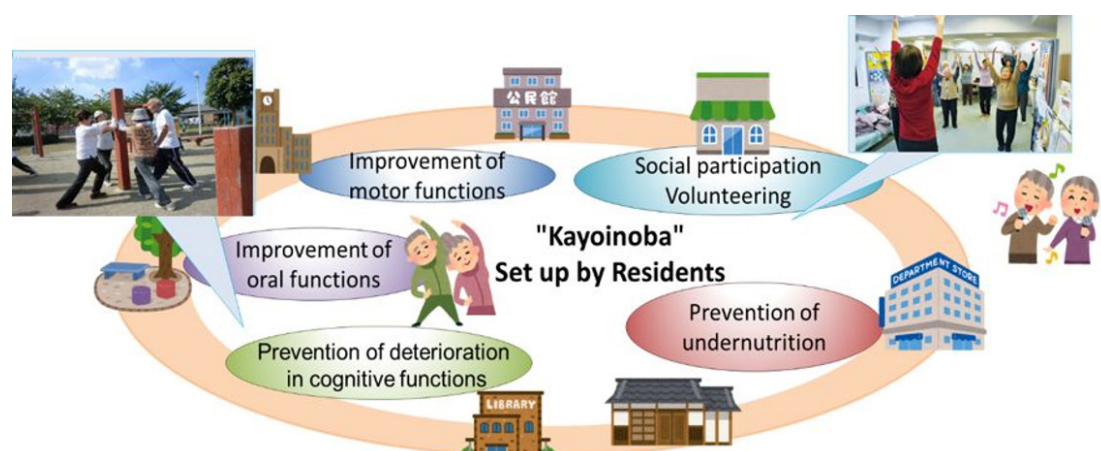 公民館
Improvement of
motor functions
Social participation
Volunteering
"Kayoinoba"
Set up by Residents
Improvement of
oral functions
DEPARTMENT STORE
Prevention of
undernutrition
Prevention of deterioration
in cognitive functions
LIBRARY